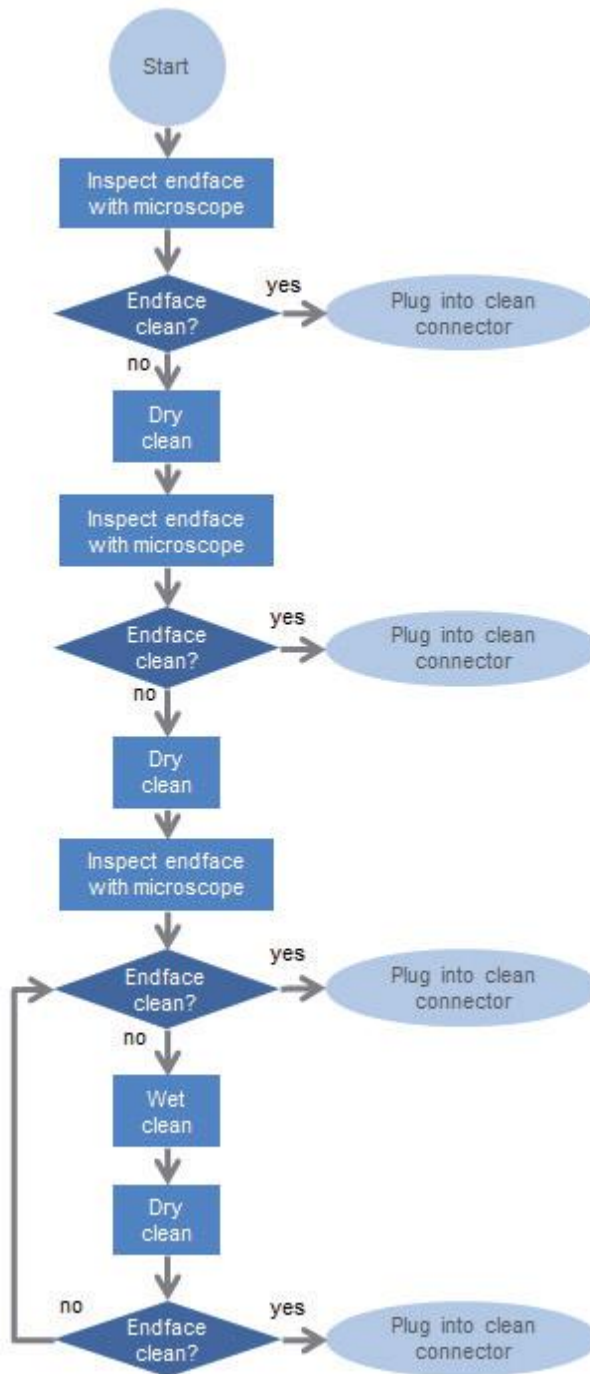 Start
Inspect endface
with microscope
Endface
clean?
yes
Plug into clean
connector
no
Dry
clean
Inspect endface
with microscope
Endface
clean?
yes
Plug into clean
connector
no
Dry
clean
Inspect endface
with microscope
Endface
clean?
yes
Plug into clean
connector
no
Wet
clean
Dry
clean
no
Endface
clean?
yes
Plug into clean
connector